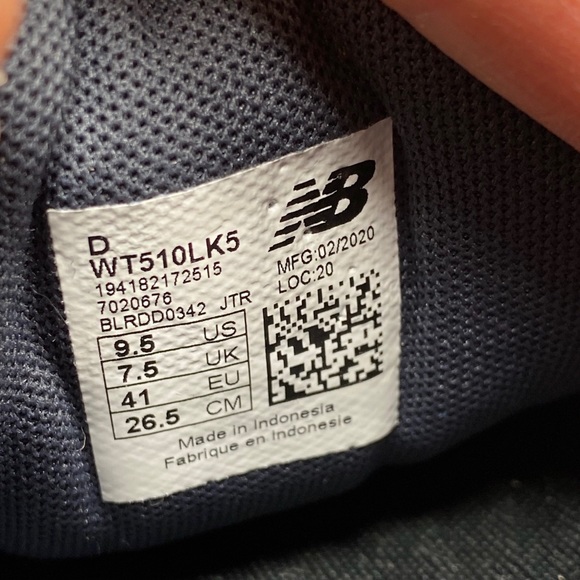 D
WT510LK5
194182172515
7020676
BLRDD0342 JTR
NB
MFG:02/2020
LOC:20
9.5 US
7.5 UK
41 EU
26.5 CM
Made in Indonesia
Fabrique en Indonesie